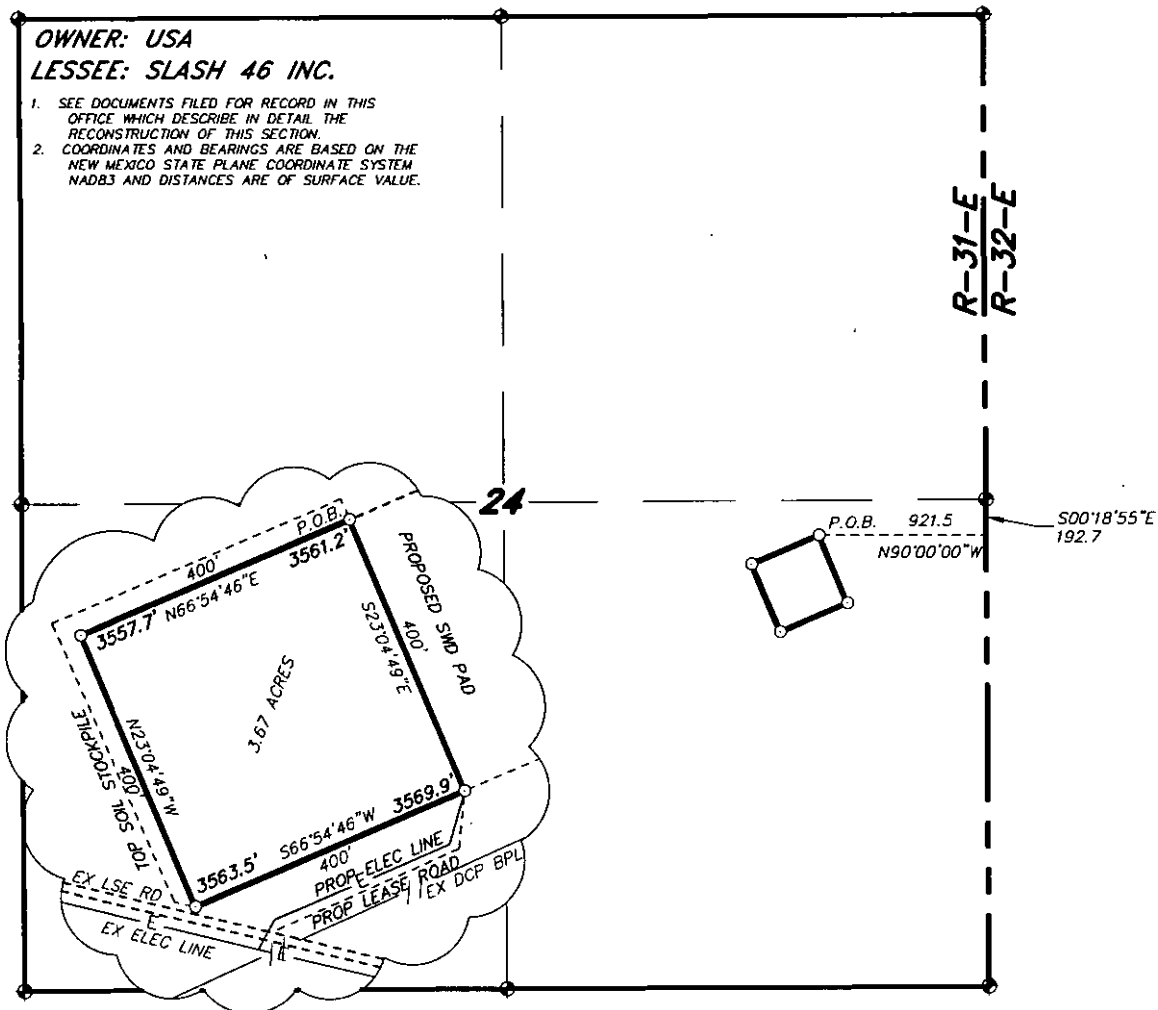 OWNER: USA
LESSEE: SLASH 46 INC.
1. SEE DOCUMENTS FILED FOR RECORD IN THIS
OFFICE WHICH DESCRIBE IN DETAIL THE
RECONSTRUCTION OF THIS SECTION.
2. COORDINATES AND BEARINGS ARE BASED ON THE
NEW MEXICO STATE PLANE COORDINATE SYSTEM
NAD83 AND DISTANCES ARE OF SURFACE VALUE.
R-31-E
R-32-E
24
P.O.B. 921.5
N90°00'00"W
S00°18'55"E
192.7
P.O.B.
400'
N66°54'46"E
3561.2'
3557.7'
PROPOSED SWD PAD
400'
S23°04'49"E
3.67 ACRES
TOP SOIL STOCKPILE
400'
N23°04'49"W
3569.9'
S66°54'46"W
3563.5'
400'
PROP ELEC LINE
E
PROP LEASE ROAD
EX DCP BPL
EX LSE RD
E
EX ELEC LINE